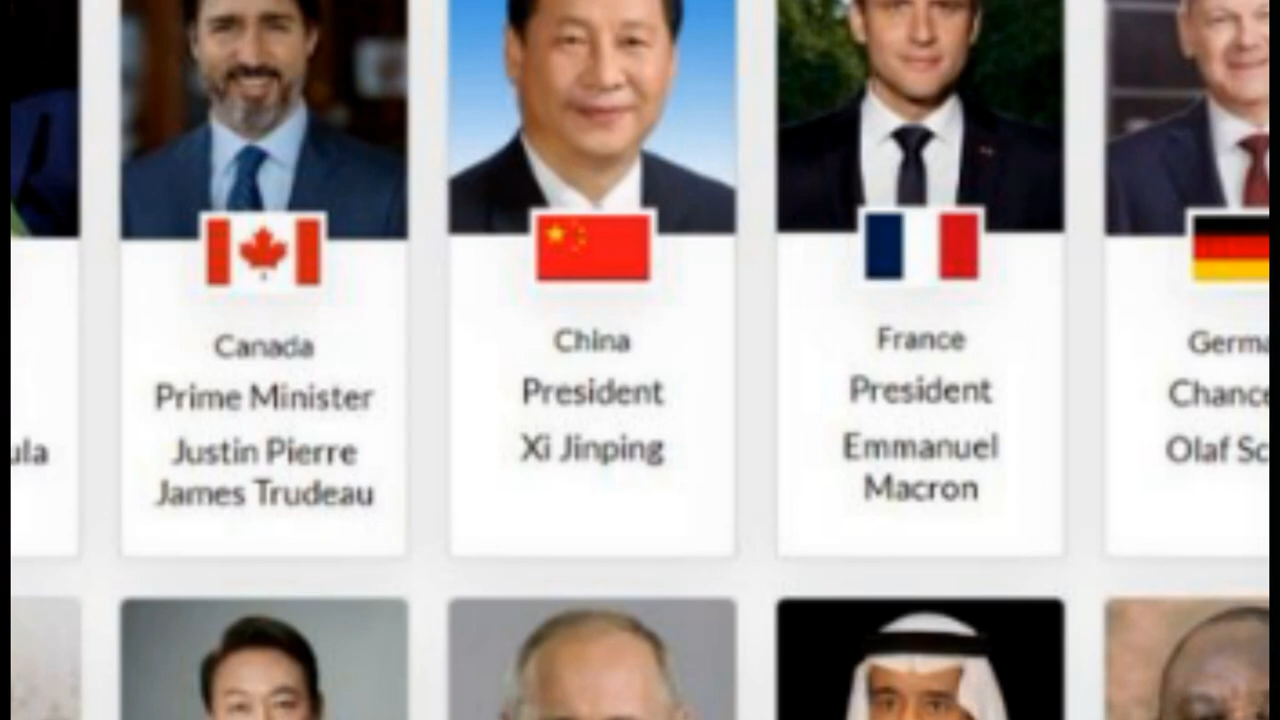 Canada
Prime Minister
Justin Pierre
James Trudeau
China
President
Xi Jinping
France
President
Emmanuel
Macron
Germa
Chance
Olaf Sc
ula